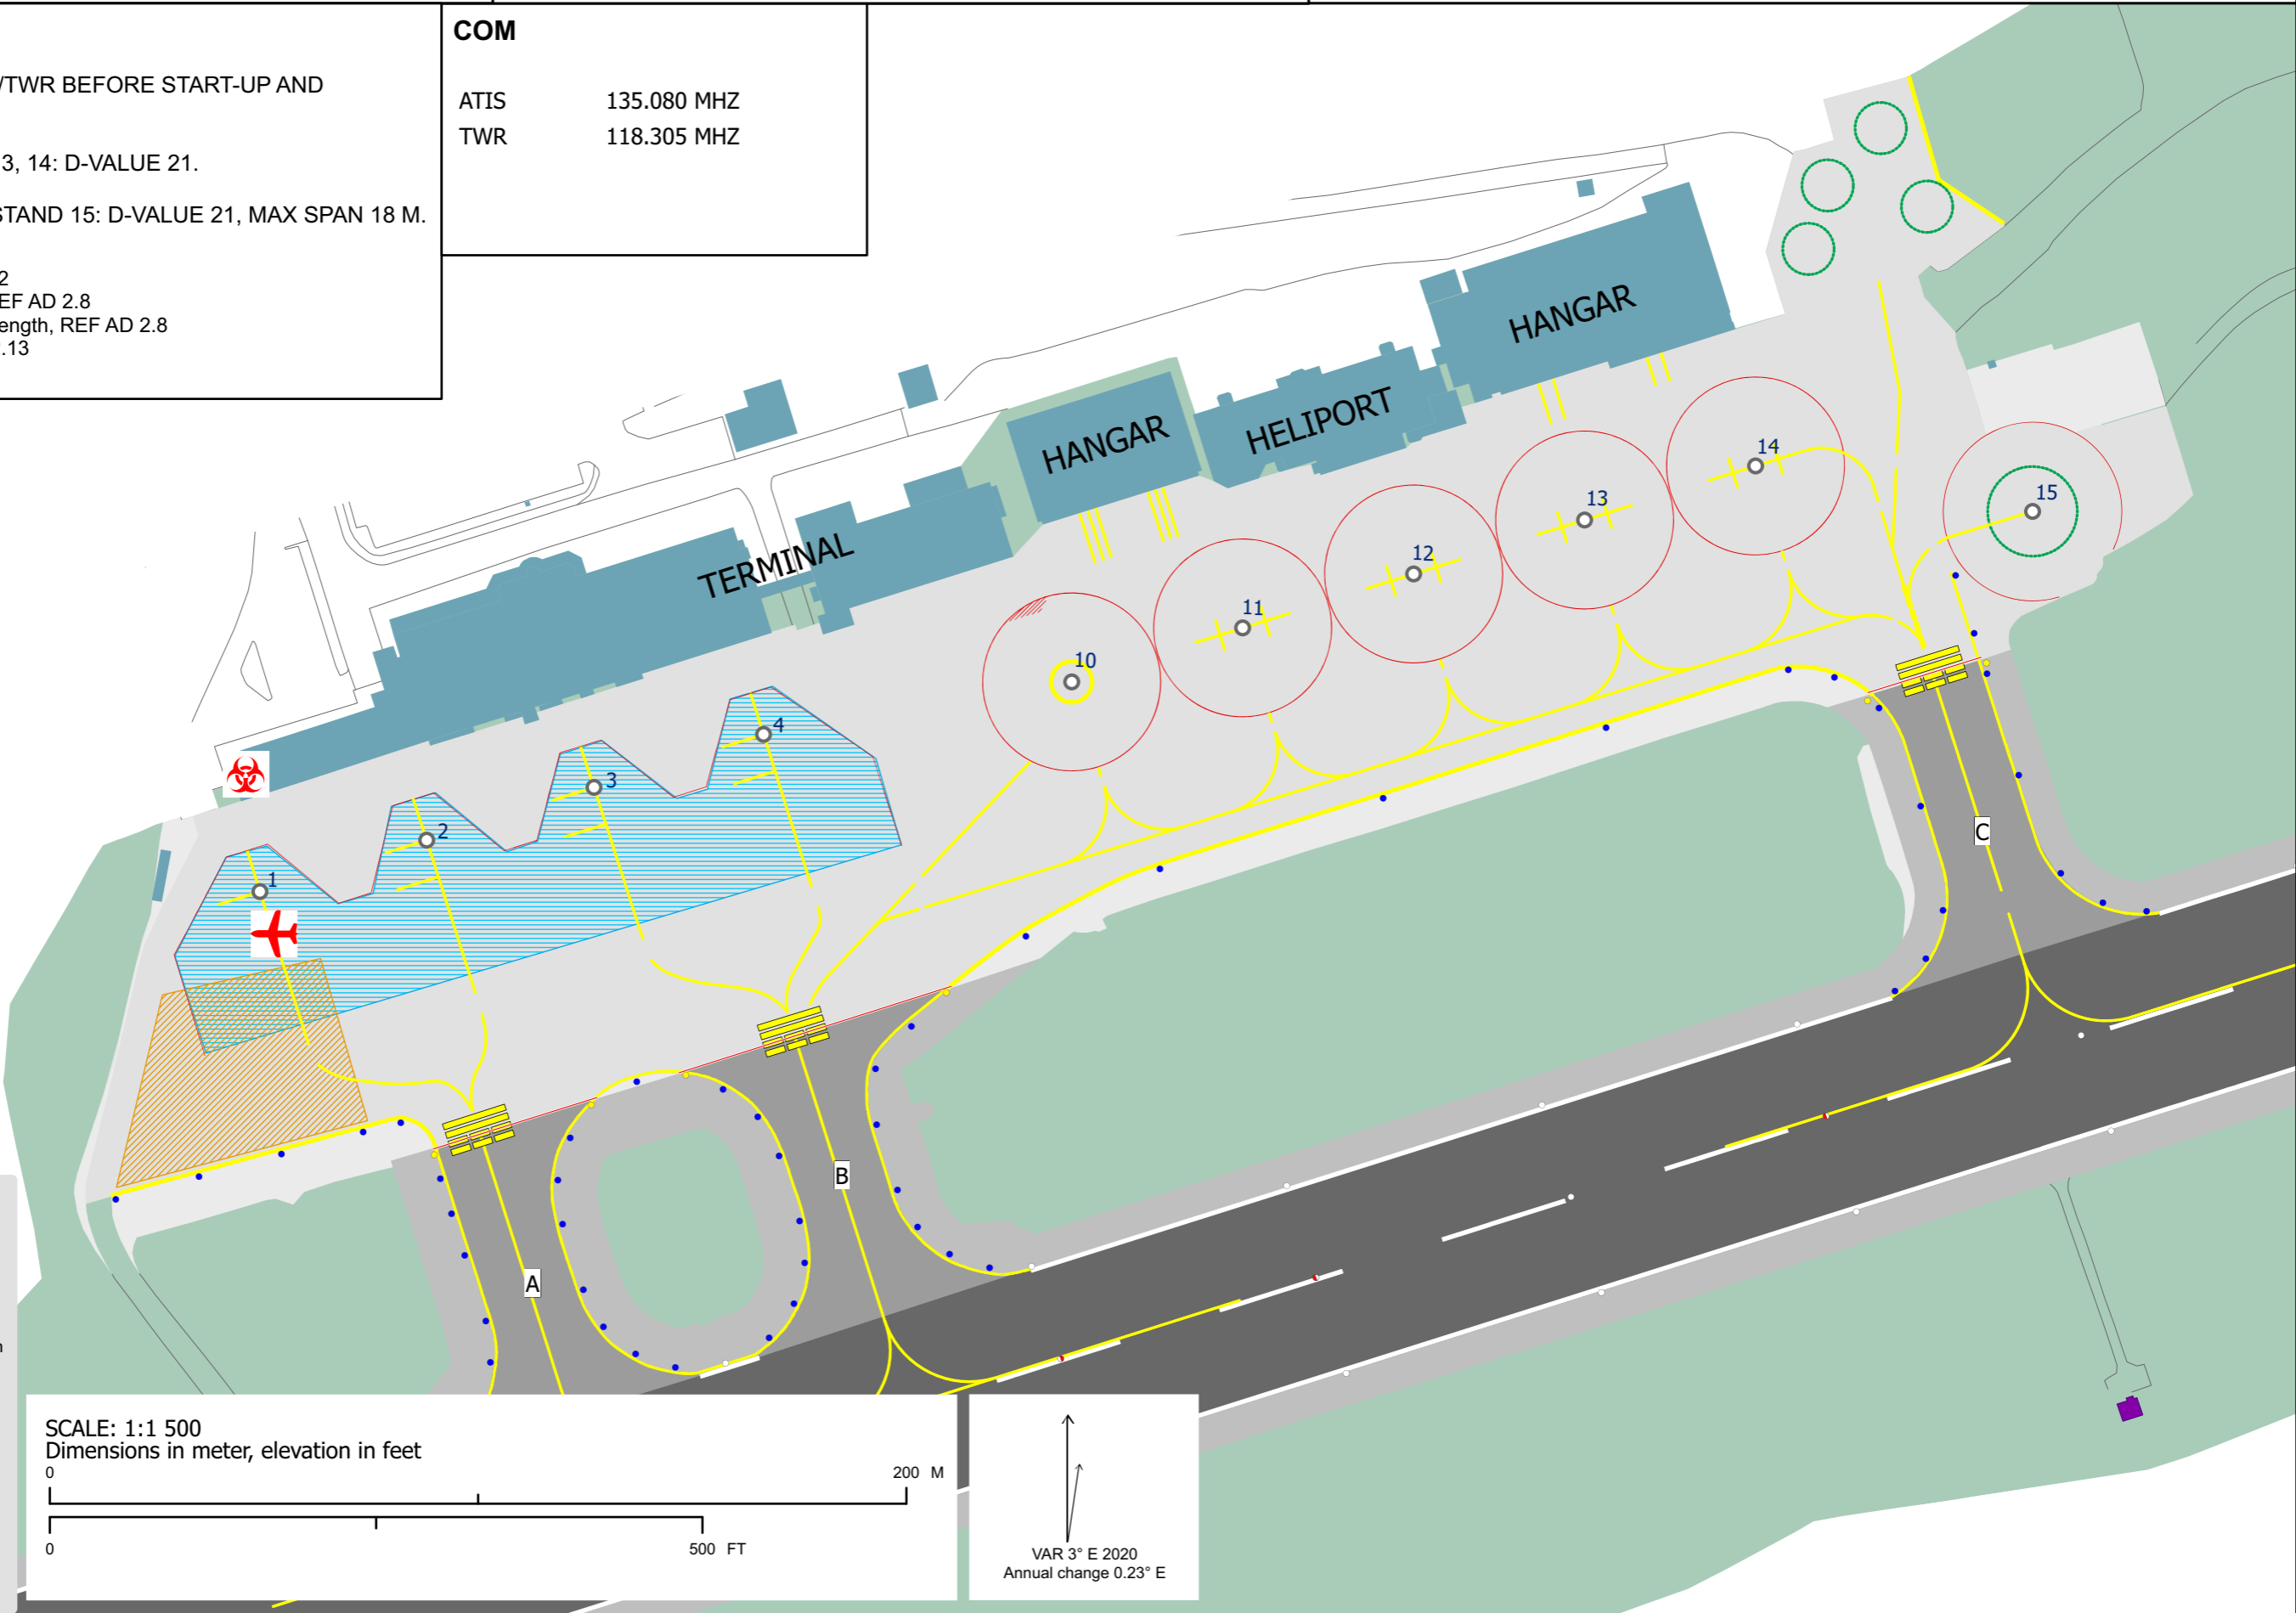 /TWR BEFORE START-UP AND
3, 14: D-VALUE 21.
STAND 15: D-VALUE 21, MAX SPAN 18 M.
2
EF AD 2.8
ength, REF AD 2.8
.13
COM
ATIS 135.080 MHZ
TWR 118.305 MHZ
HANGAR
HELIPORT
HANGAR
TERMINAL
14
15
13
12
11
10
4
3
2
1
C
B
A
SCALE: 1:1 500
Dimensions in meter, elevation in feet
0 200 M
0 500 FT
VAR 3° E 2020
Annual change 0.23° E